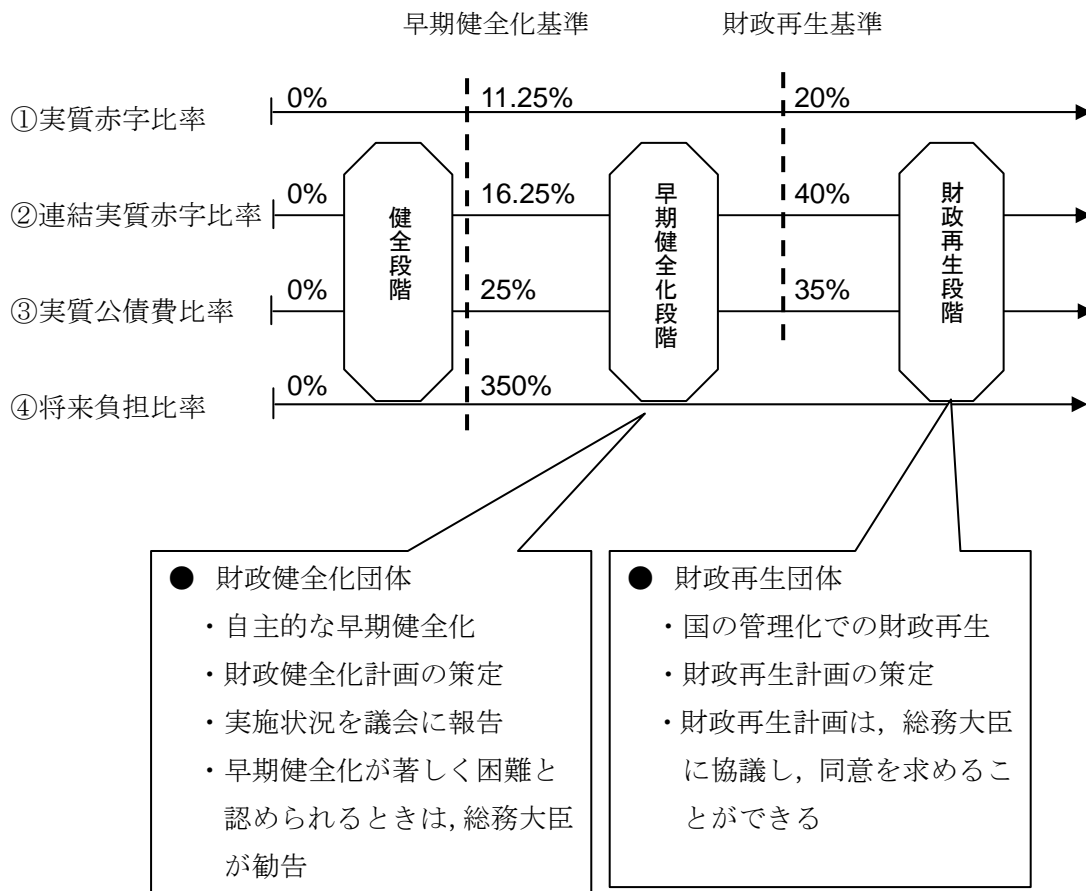 早期健全化基準 財政再生基準
①実質赤字比率 0% 11.25% 20%
②連結実質赤字比率 0% 16.25% 40%
③実質公債費比率 0% 25% 35%
④将来負担比率 0% 350%
健全段階
早期健全化段階
財政再生段階
● 財政健全化団体
・自主的な早期健全化
・財政健全化計画の策定
・実施状況を議会に報告
・早期健全化が著しく困難と
認められるときは,総務大臣
が勧告
● 財政再生団体
・国の管理化での財政再生
・財政再生計画の策定
・財政再生計画は,総務大臣
に協議し,同意を求めるこ
とができる